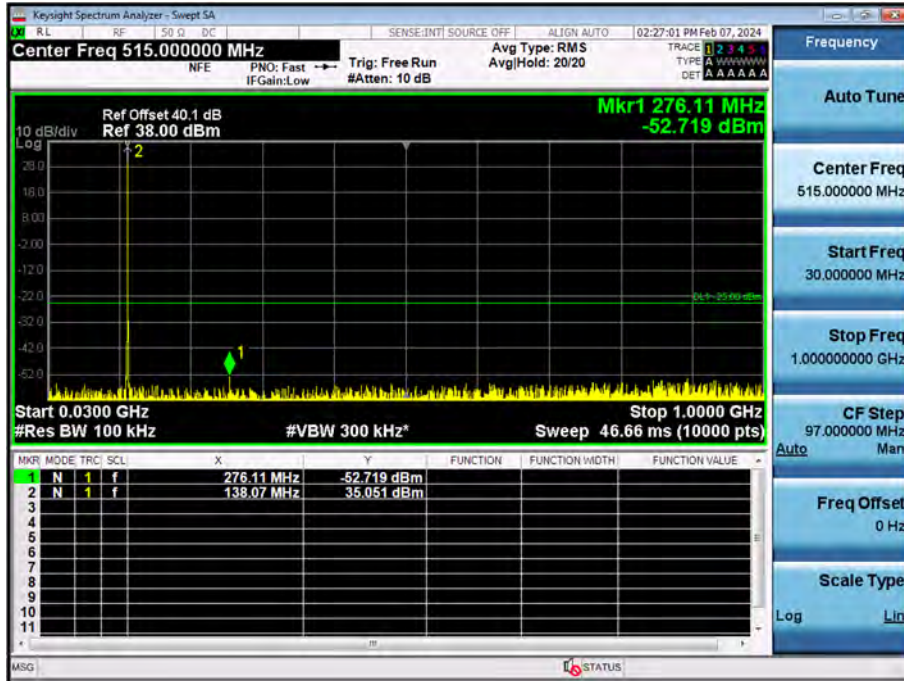 Keysight Spectrum Analyzer - Swept SA
RL RF 50 Ω DC SENSE:INT SOURCE OFF ALIGN AUTO 02:27:01 PM Feb 07, 2024
Center Freq 515.000000 MHz Avg Type: RMS TRACE 1 2 3 4 5 6
NFE PNO: Fast Trig: Free Run Avg|Hold: 20/20 TYPE A WWWWW
IFGain:Low #Atten: 10 dB DET A A A A A A
Mkr1 276.11 MHz
Ref Offset 40.1 dB
-52.719 dBm
10 dB/div Ref 38.00 dBm
Log
2
28.0
18.0
8.00
-2.00
-12.0
-22.0
DL1 -25.00 dBm
-32.0
-42.0
1
-52.0
Start 0.0300 GHz Stop 1.0000 GHz
#Res BW 100 kHz #VBW 300 kHz* Sweep 46.66 ms (10000 pts)
MKR MODE TRC SCL X Y FUNCTION FUNCTION WIDTH FUNCTION VALUE
1 N 1 f 276.11 MHz -52.719 dBm
2 N 1 f 138.07 MHz 35.051 dBm
3
4
5
6
7
8
9
10
11
MSG STATUS
Frequency
Auto Tune
Center Freq
515.000000 MHz
Start Freq
30.000000 MHz
Stop Freq
1.000000000 GHz
CF Step
97.000000 MHz
Auto Man
Freq Offset
0 Hz
Scale Type
Log Lin